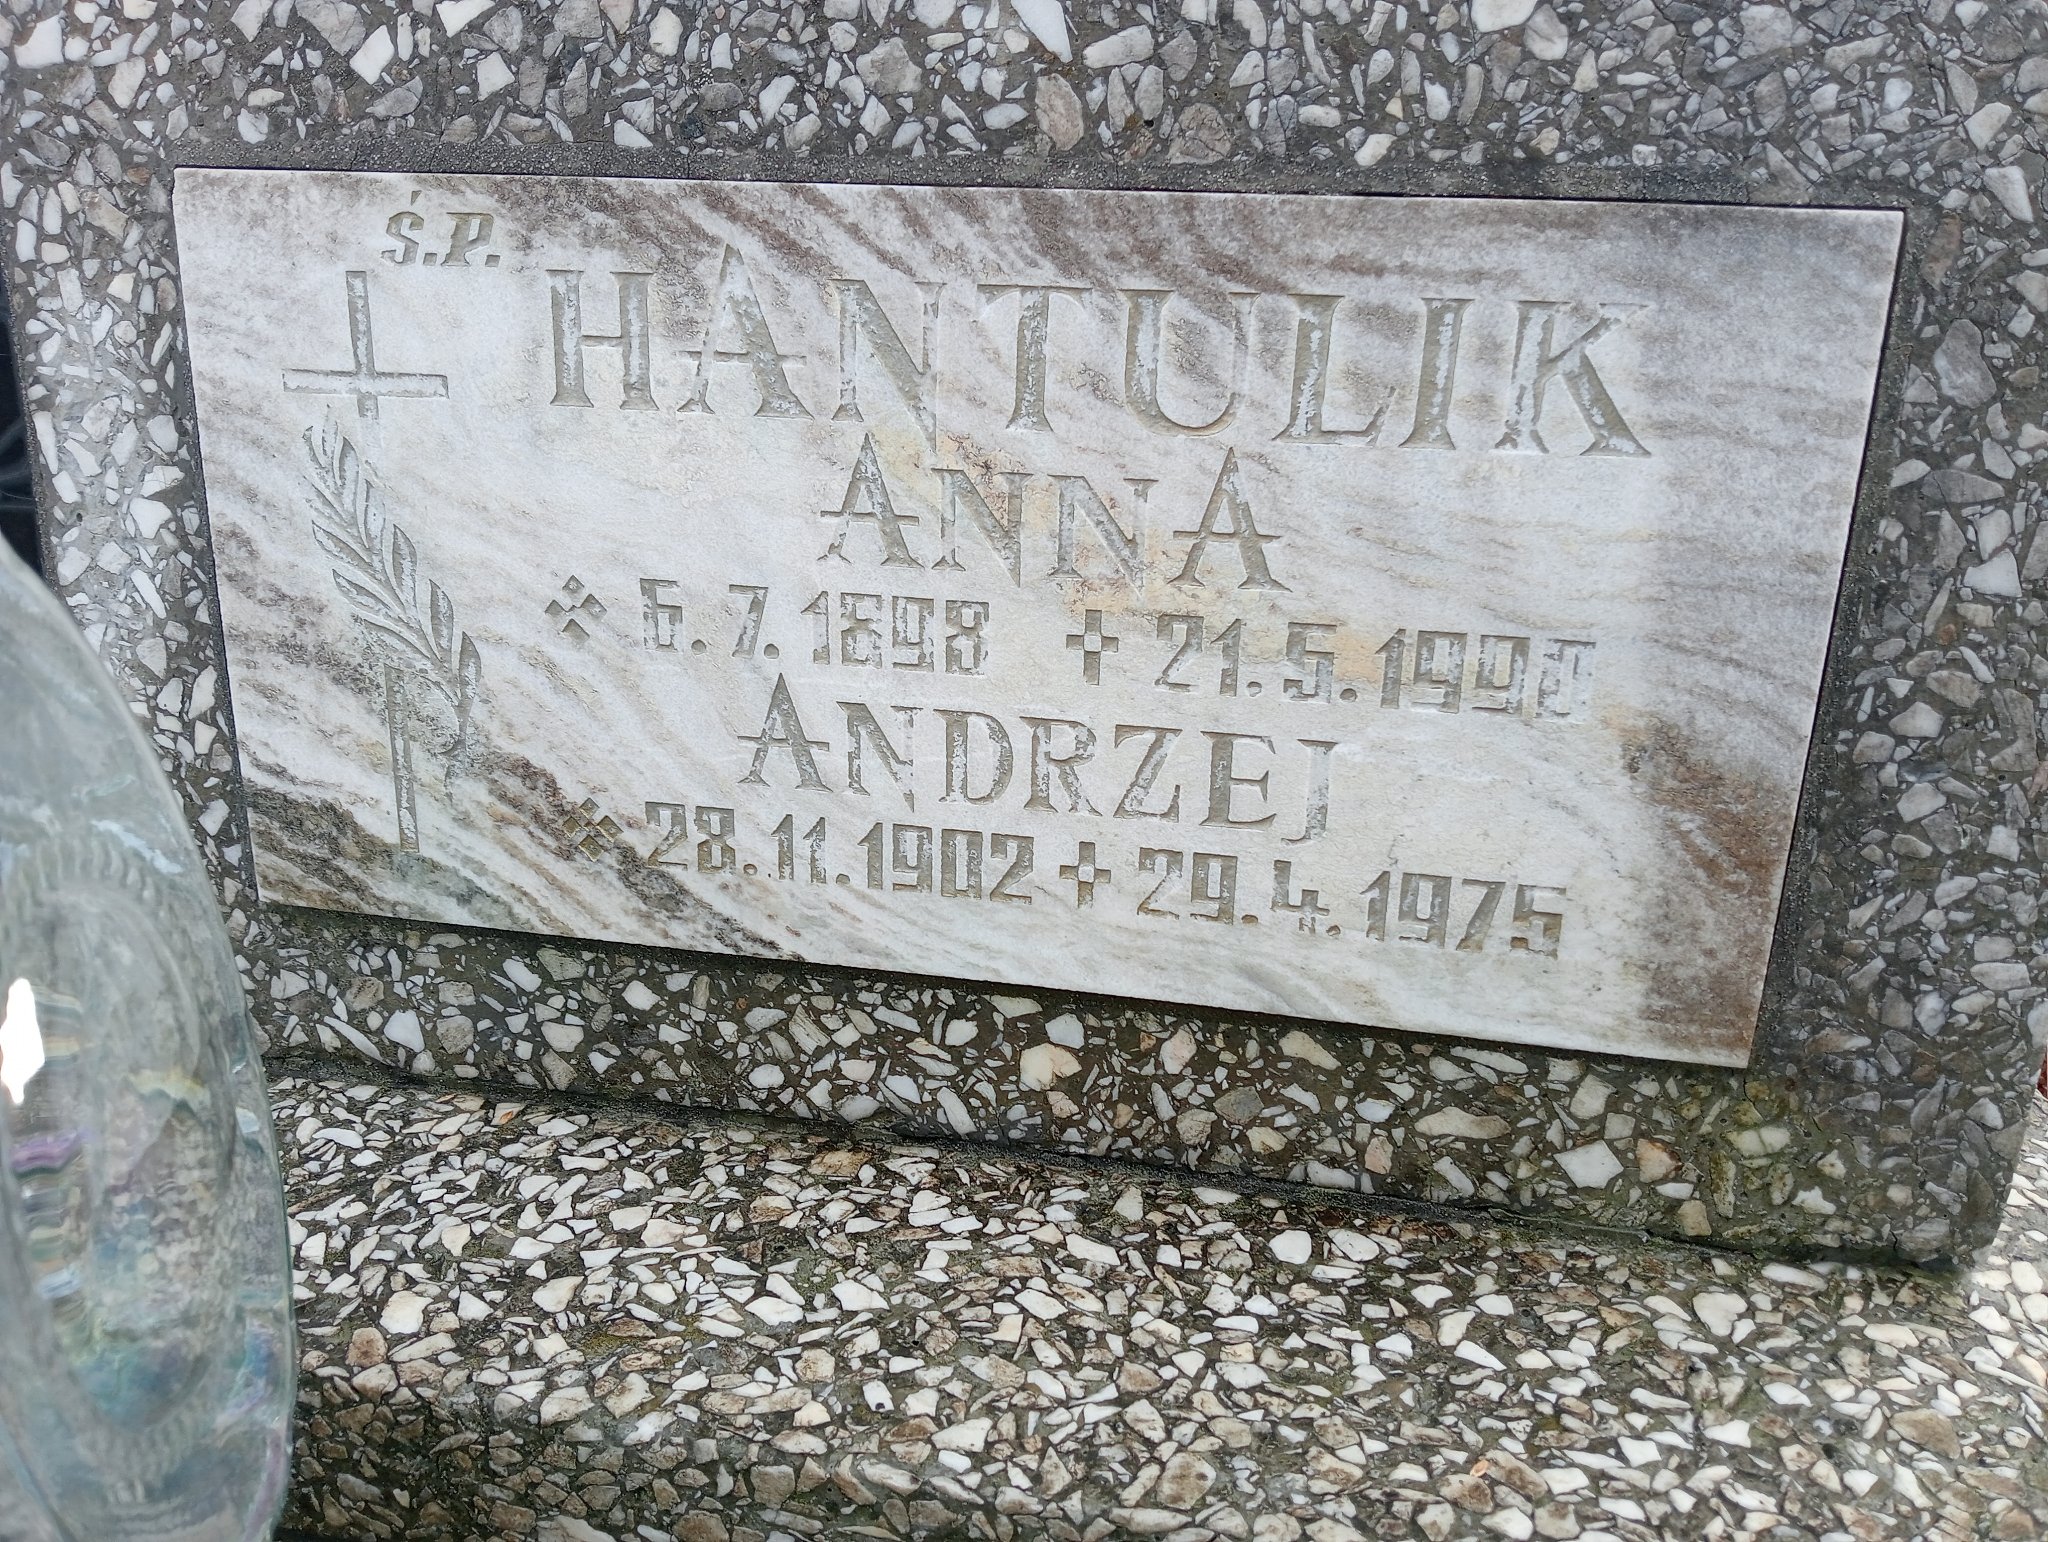 Ś.P.
HANTULIK
ANNA
6.7.1898 + 21.5.1990
ANDRZEJ
28.11.1902 + 29.4.1975